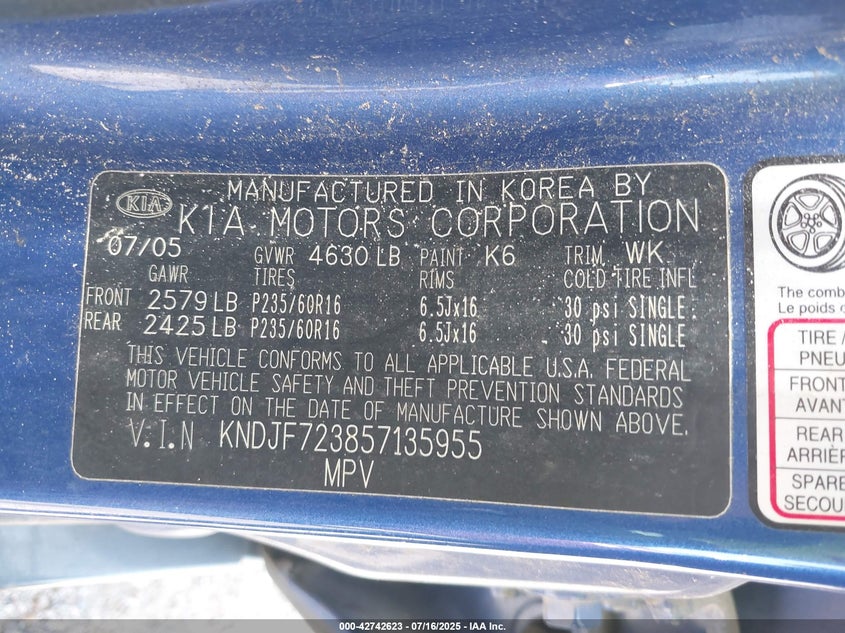 MANUFACTURED IN KOREA BY
KIA KIA MOTORS CORPORATION
07/05 GVWR 4630 LB PAINT K6 TRIM WK
GAWR TIRES RIMS COLD TIRE INFL
FRONT 2579 LB P235/60R16 6.5Jx16 30 psi SINGLE
REAR 2425 LB P235/60R16 6.5Jx16 30 psi SINGLE
THIS VEHICLE CONFORMS TO ALL APPLICABLE U.S.A. FEDERAL
MOTOR VEHICLE SAFETY AND THEFT PREVENTION STANDARDS
IN EFFECT ON THE DATE OF MANUFACTURE SHOWN ABOVE.
V.I.N KNDJF723857135955
MPV
The comb
Le poids
TIRE /
PNEU
FRONT
AVANT
REAR
ARRIÈR
SPARE
SECOU
000-42742623 - 07/16/2025 - IAA Inc.